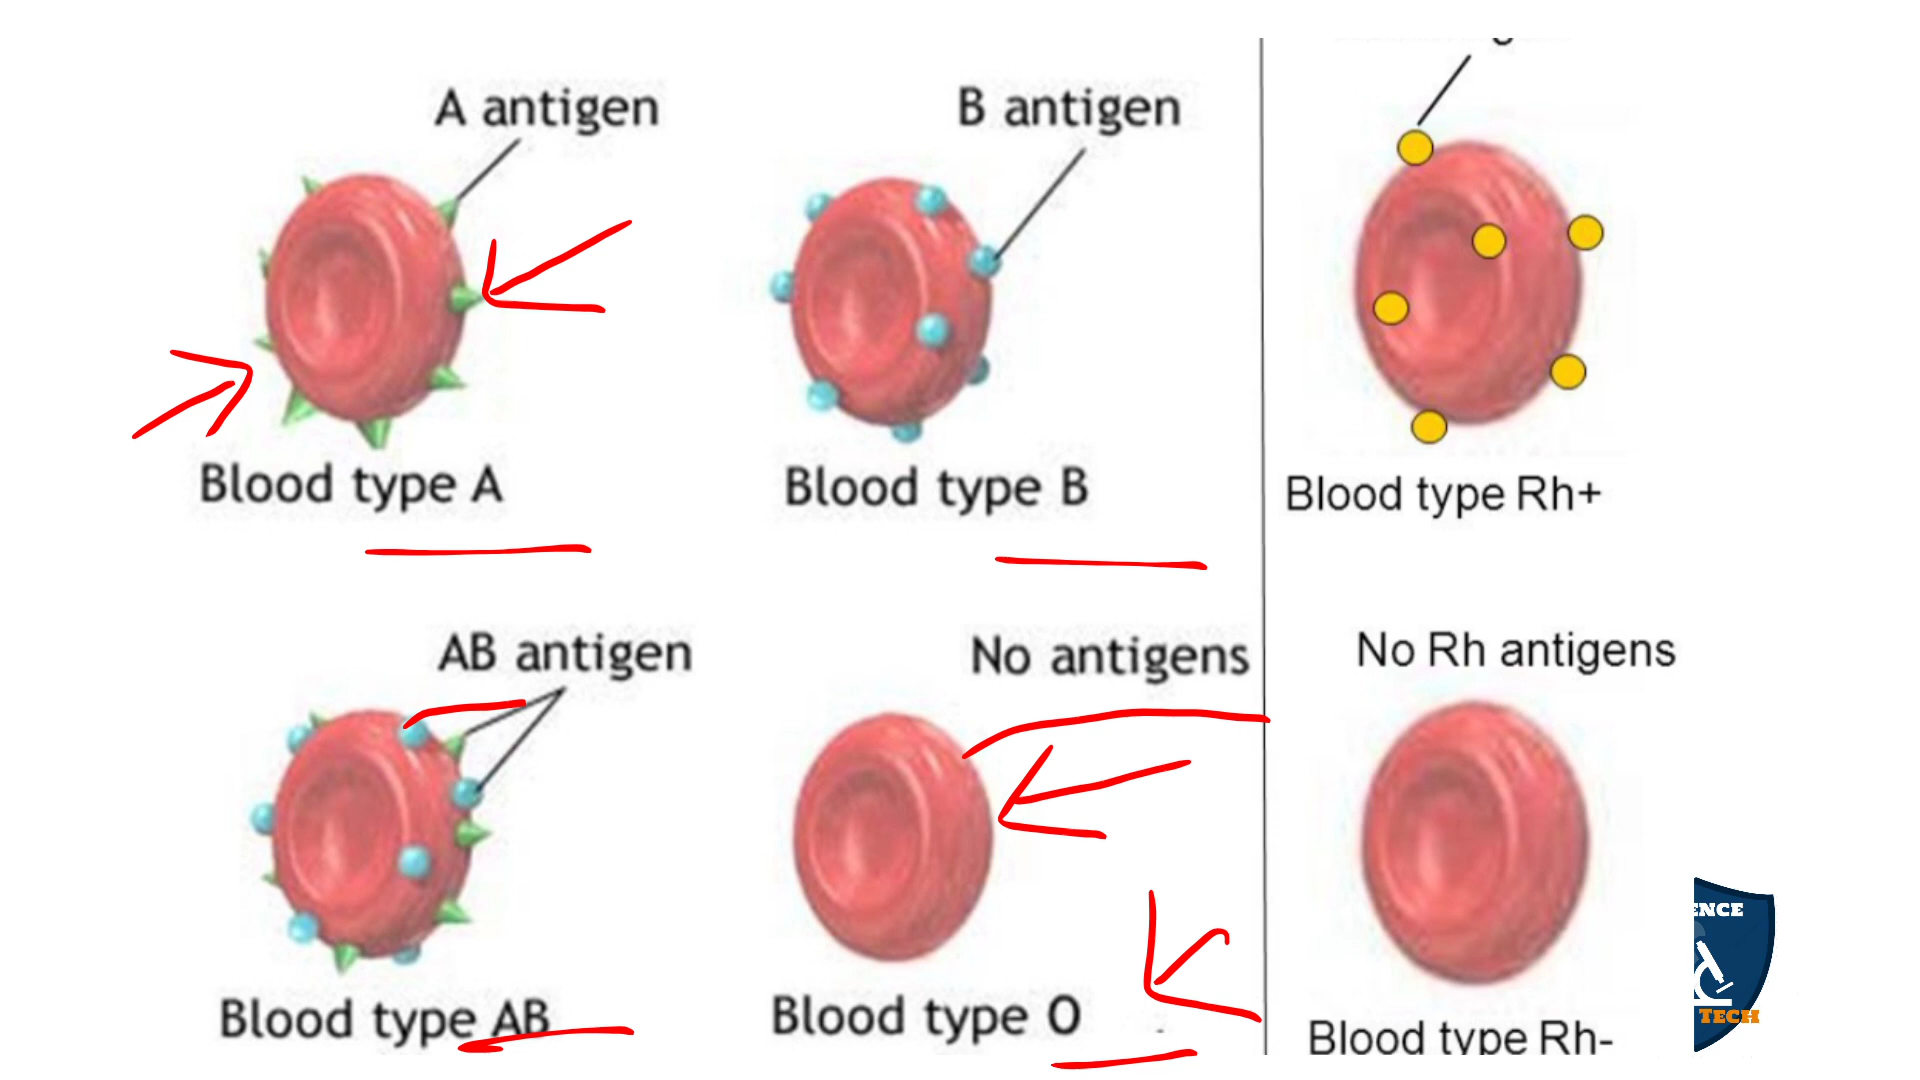 A antigen
B antigen
Blood type A
Blood type B
Blood type Rh+
AB antigen
No antigens
No Rh antigens
Blood type AB
Blood type O
Blood type Rh-
TECH